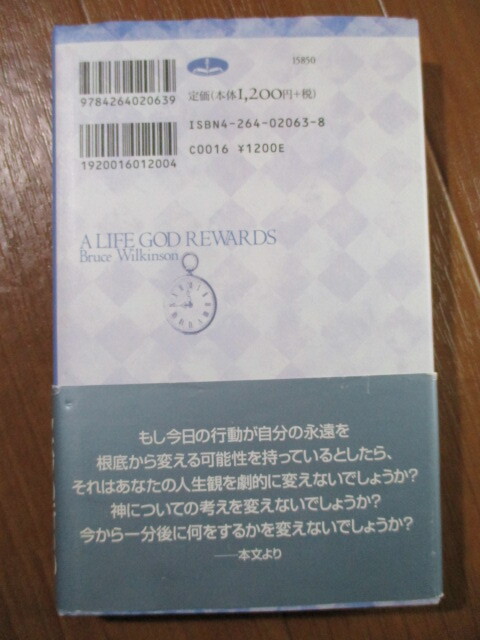 15850
9784264020639
定価(本体1,200円+税)
ISBN4-264-02063-8
1920016012004
C0016 ¥1200E
A LIFE GOD REWARDS
Bruce Wilkinson
もし今日の行動が自分の永遠を
根底から変える可能性を持っているとしたら、
それはあなたの人生観を劇的に変えないでしょうか?
神についての考えを変えないでしょうか?
今から一分後に何をするかを変えないでしょうか?
──本文より